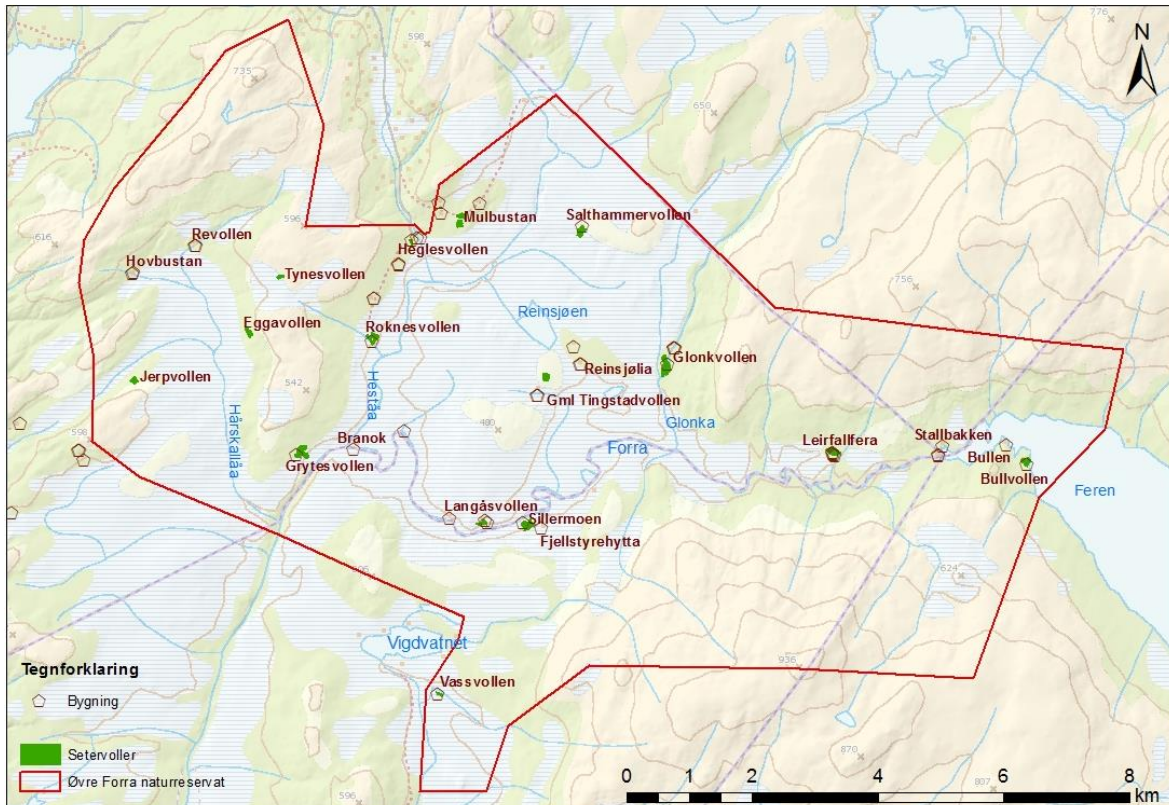 598
776
N
735
650
Mulbustan
Salthammervollen
596
Revollen
616
Heglesvollen
Hovbustan
Tynesvollen
756
Reinsjøen
Eggavollen
Roknesvollen
Glonkvollen
Reinsjølia
Jerpvollen
542
Heståa
Gml Tingstadvollen
Hårskallåa
Glonka
480
Branok
Forra
Leirfallfera
Stallbakken
598
Grytesvollen
Bullen
Bullvollen
Feren
Langåsvollen
Sillermoen
Fjellstyrehytta
624
Vigdvatnet
936
Tegnforklaring
Vassvollen
Bygning
870
Setervoller
Øvre Forra naturreservat
0 1 2 4 6 8
km
596
807